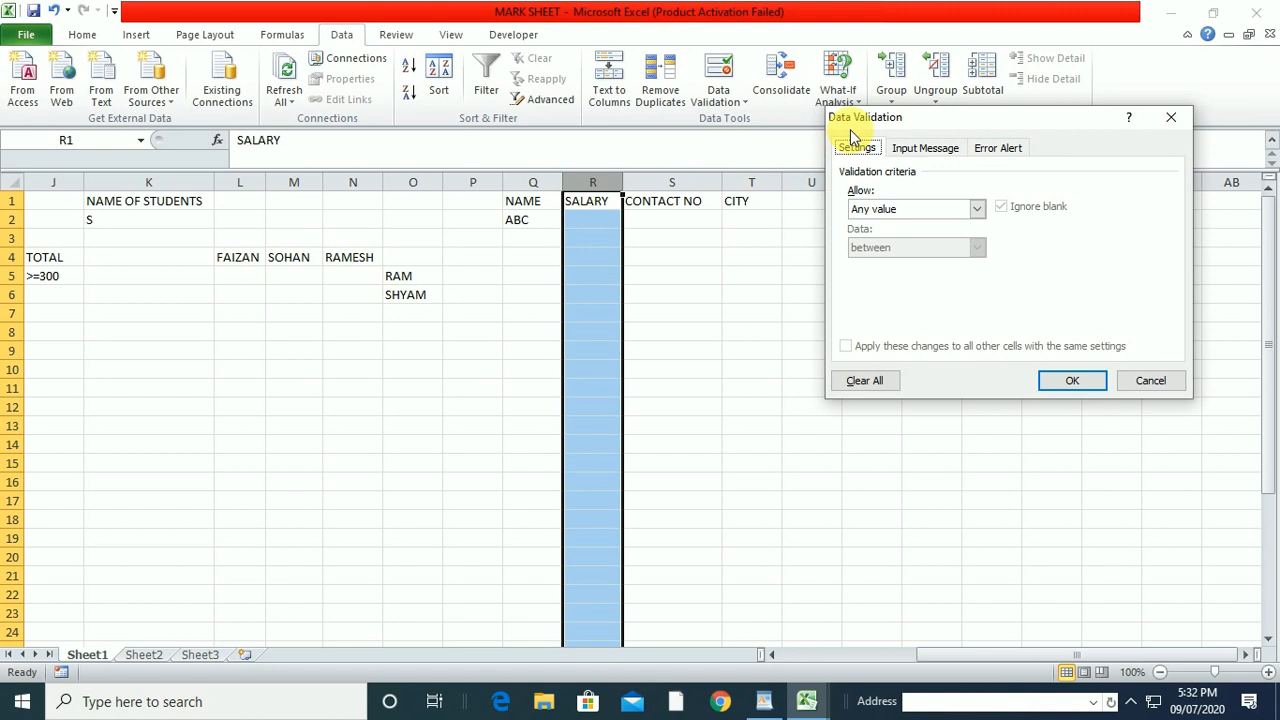 MARK SHEET - Microsoft Excel (Product Activation Failed)
File Home Insert Page Layout Formulas Data Review View Developer
From Access From Web From Text From Other Sources Existing Connections Refresh All Connections Properties Edit Links Sort Filter Clear Reapply Advanced Text to Columns Remove Duplicates Data Validation Consolidate What-If Analysis Group Ungroup Subtotal Show Detail Hide Detail
Get External Data Connections Sort & Filter Data Tools
R1 fx SALARY
Data Validation ?
Settings Input Message Error Alert
Validation criteria
Allow:
Any value Ignore blank
Data:
between
Apply these changes to all other cells with the same settings
Clear All OK Cancel
J K L M N O P Q R S T U AB
1 NAME OF STUDENTS NAME SALARY CONTACT NO CITY
2 S ABC
3
4 TOTAL FAIZAN SOHAN RAMESH
5 >=300 RAM
6 SHYAM
7
8
9
10
11
12
13
14
15
16
17
18
19
20
21
22
23
24
Sheet1 Sheet2 Sheet3
Ready 100%
Type here to search Address 5:32 PM
09/07/2020